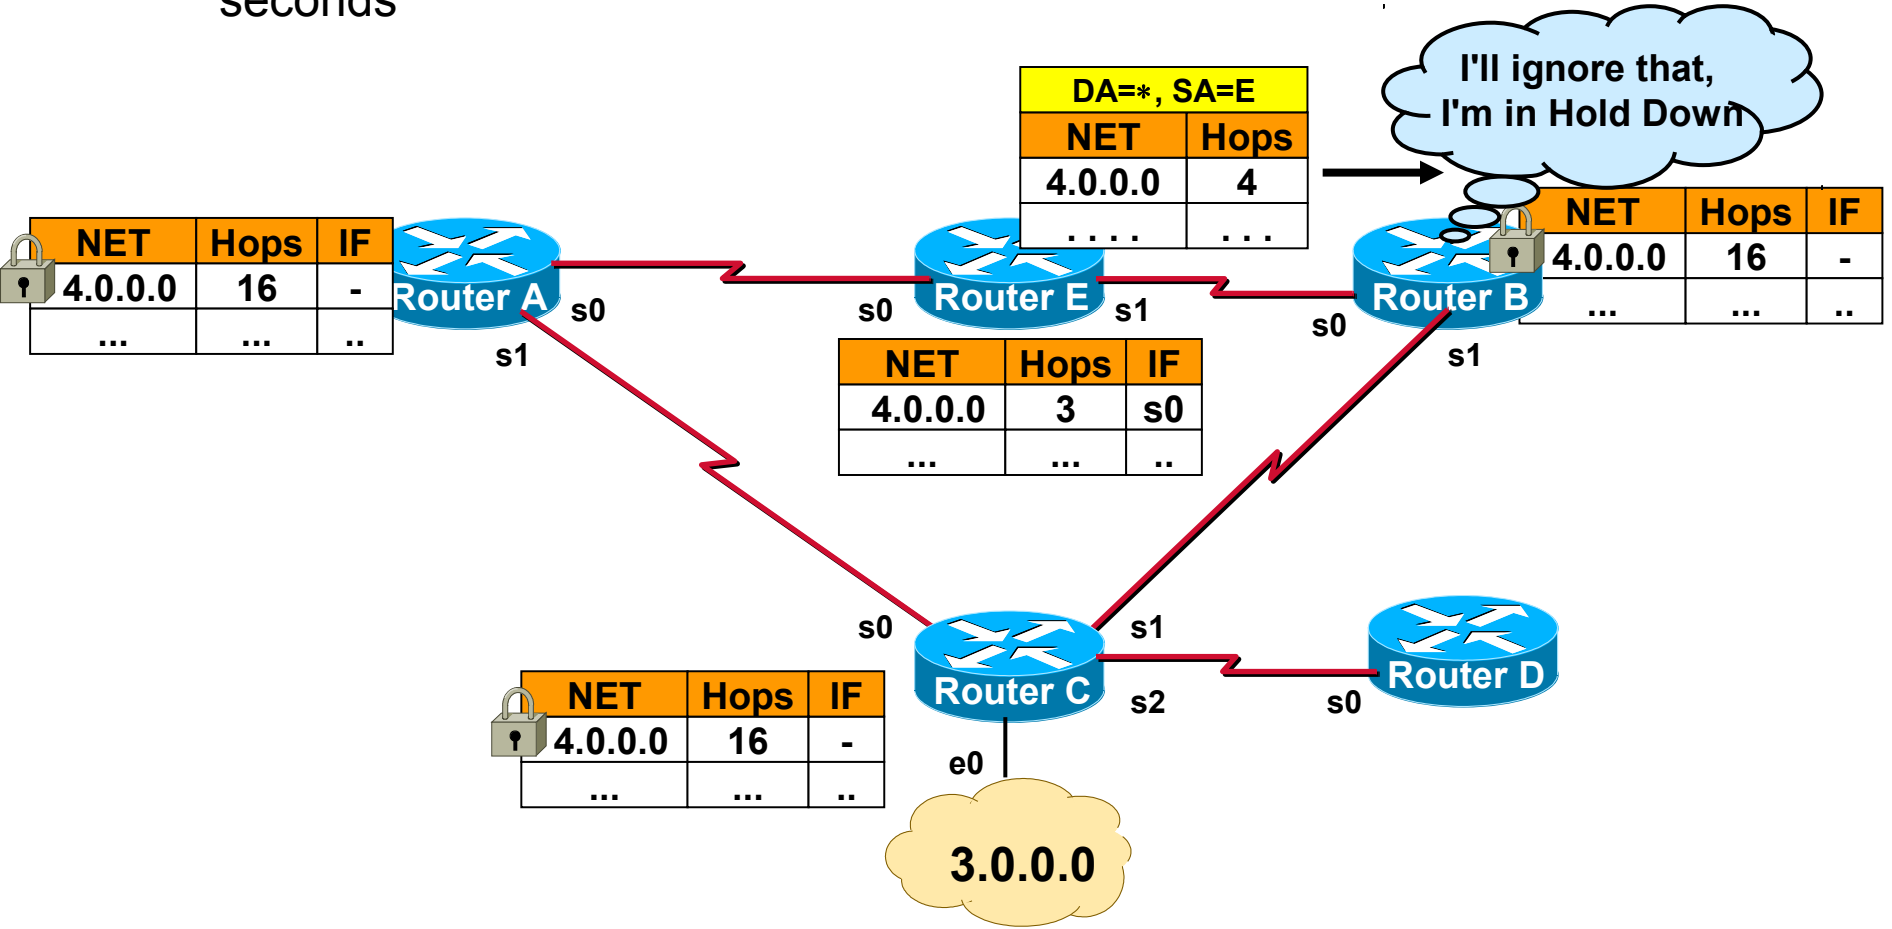 seconds
I'll ignore that,
I'm in Hold Down
DA=*, SA=E
NET Hops
4.0.0.0 4
. . . . . . .
NET Hops IF
4.0.0.0 16 -
... ... ..
Router A
s0
s1
s0
Router E
s1
NET Hops IF
4.0.0.0 3 s0
... ... ..
s0
Router B
s1
NET Hops IF
4.0.0.0 16 -
... ... ..
s0
Router C
s1
s2
s0
Router D
NET Hops IF
4.0.0.0 16 -
... ... ..
e0
3.0.0.0